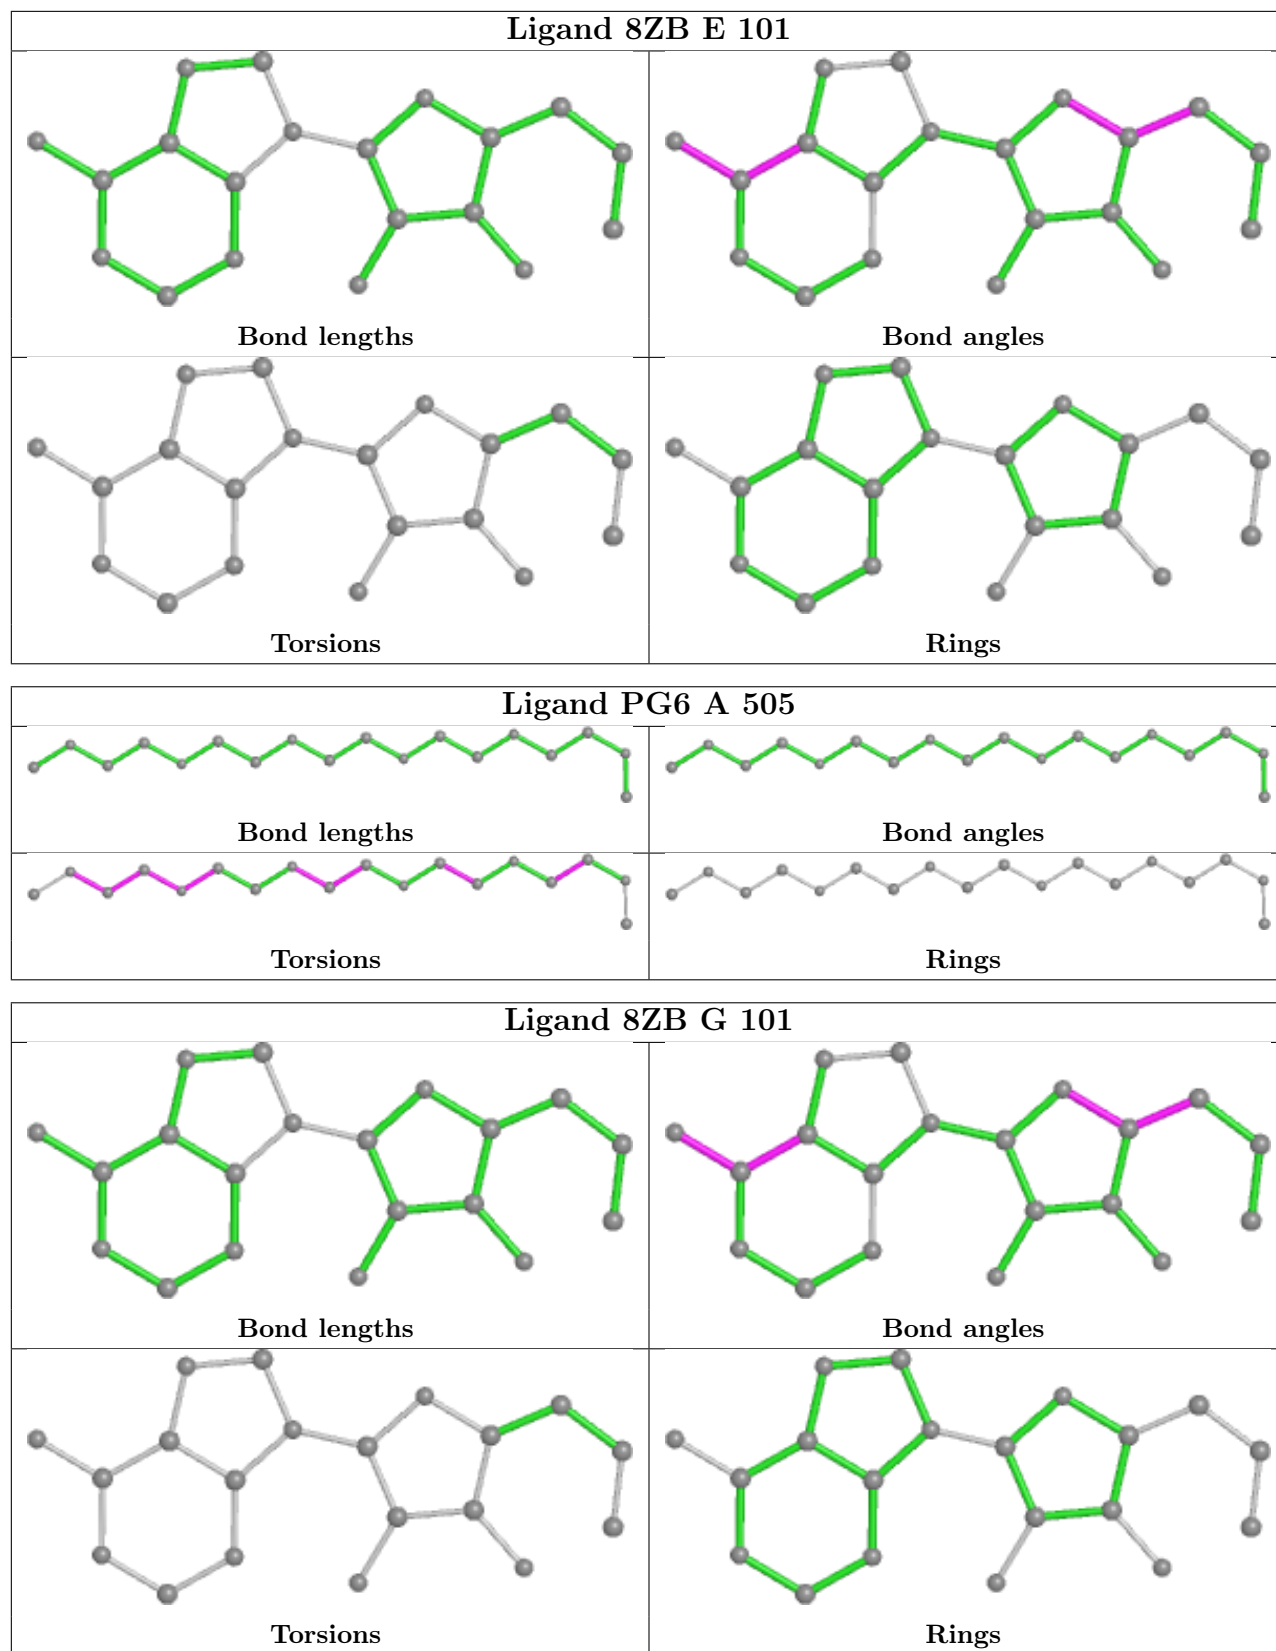 Ligand 8ZB E 101
Bond lengths
Bond angles
Torsions
Rings
Ligand PG6 A 505
Bond lengths
Bond angles
Torsions
Rings
Ligand 8ZB G 101
Bond lengths
Bond angles
Torsions
Rings